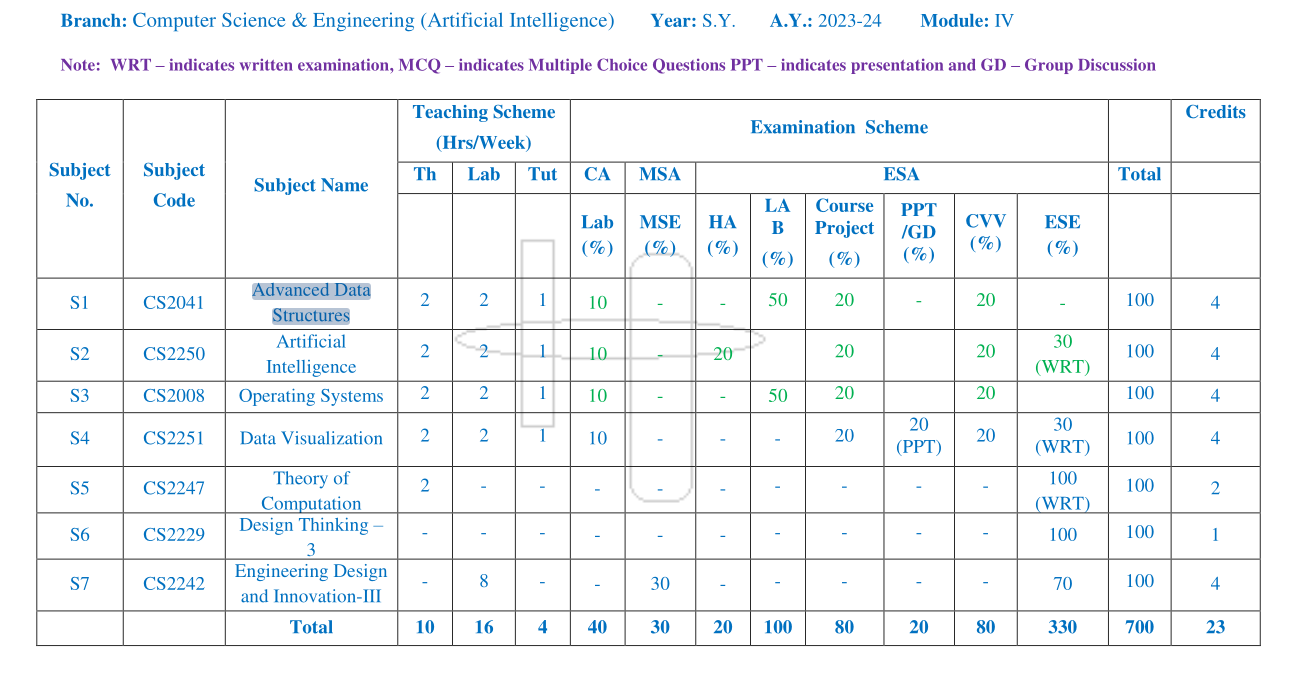 Branch: Computer Science & Engineering (Artificial Intelligence) Year: S.Y. A.Y.: 2023-24 Module: IV
Note: WRT – indicates written examination, MCQ – indicates Multiple Choice Questions PPT – indicates presentation and GD – Group Discussion
Subject No. Subject Code Subject Name Teaching Scheme (Hrs/Week) Examination Scheme Credits
Th Lab Tut CA MSA ESA Total
Lab (%) MSE (%) HA (%) LA B (%) Course Project (%) PPT /GD (%) CVV (%) ESE (%)
S1 CS2041 Advanced Data Structures 2 2 1 10 - - 50 20 - 20 - 100 4
S2 CS2250 Artificial Intelligence 2 2 1 10 - 20 20 20 30 (WRT) 100 4
S3 CS2008 Operating Systems 2 2 1 10 - - 50 20 20 100 4
S4 CS2251 Data Visualization 2 2 1 10 - - - 20 20 (PPT) 20 30 (WRT) 100 4
S5 CS2247 Theory of Computation 2 - - - - - - - - - 100 (WRT) 100 2
S6 CS2229 Design Thinking – 3 - - - - - - - - - - 100 100 1
S7 CS2242 Engineering Design and Innovation-III - 8 - - 30 - - - - - 70 100 4
Total 10 16 4 40 30 20 100 80 20 80 330 700 23